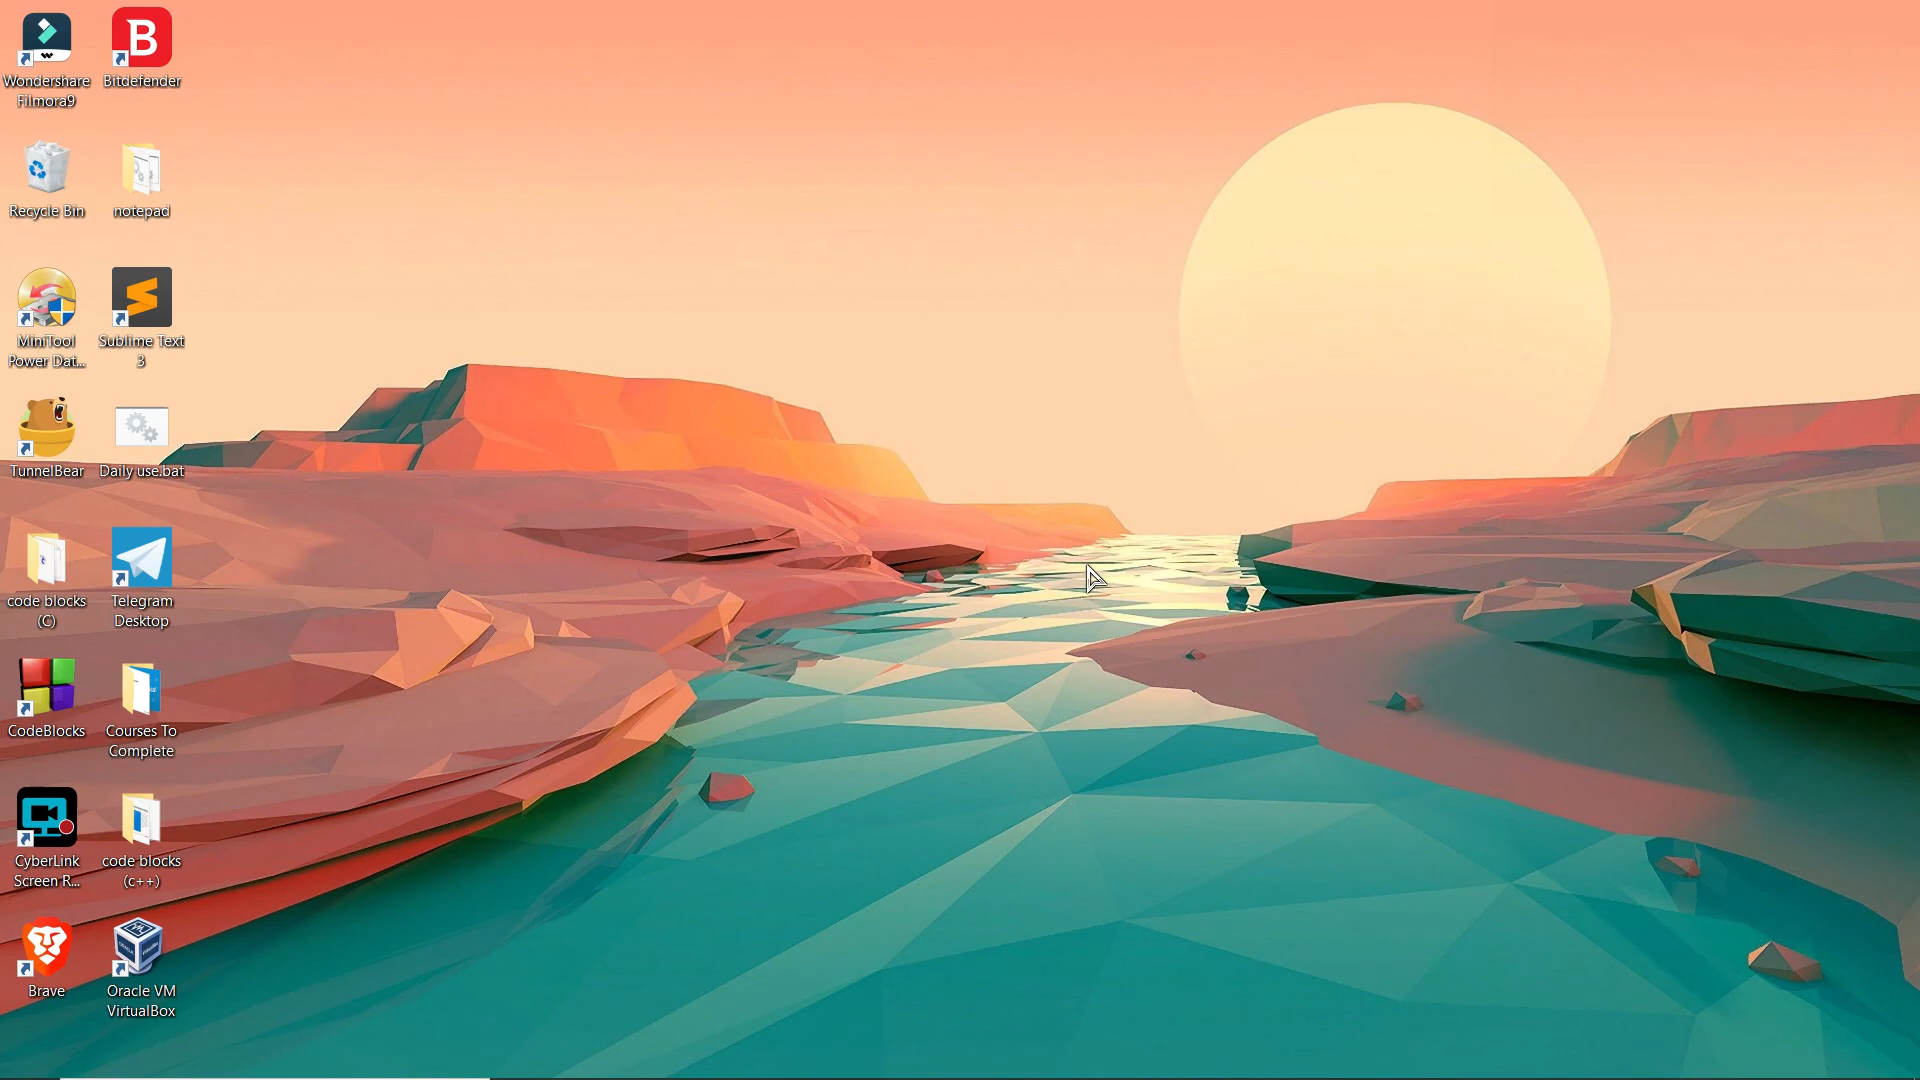 Wondershare
Filmora9
Bitdefender
Recycle Bin
notepad
MiniTool
Power Dat...
Sublime Text
3
TunnelBear
Daily use.bat
code blocks
(C)
Telegram
Desktop
CodeBlocks
Courses To
Complete
CyberLink
Screen R...
code blocks
(c++)
Brave
Oracle VM
VirtualBox